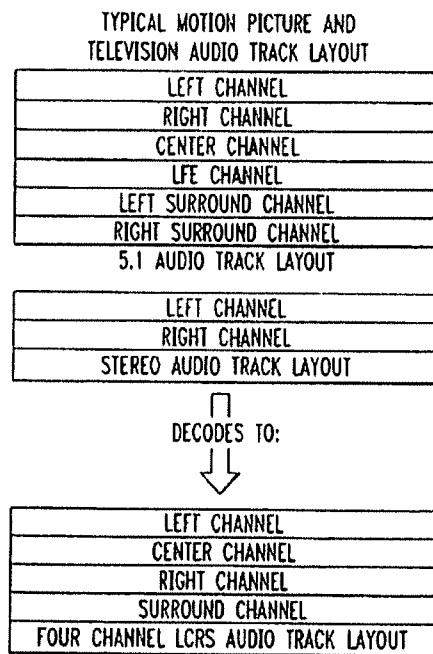 TYPICAL MOTION PICTURE AND
TELEVISION AUDIO TRACK LAYOUT
LEFT CHANNEL
RIGHT CHANNEL
CENTER CHANNEL
LFE CHANNEL
LEFT SURROUND CHANNEL
RIGHT SURROUND CHANNEL
5.1 AUDIO TRACK LAYOUT
LEFT CHANNEL
RIGHT CHANNEL
STEREO AUDIO TRACK LAYOUT
DECODES TO:
LEFT CHANNEL
CENTER CHANNEL
RIGHT CHANNEL
SURROUND CHANNEL
FOUR CHANNEL LCRS AUDIO TRACK LAYOUT